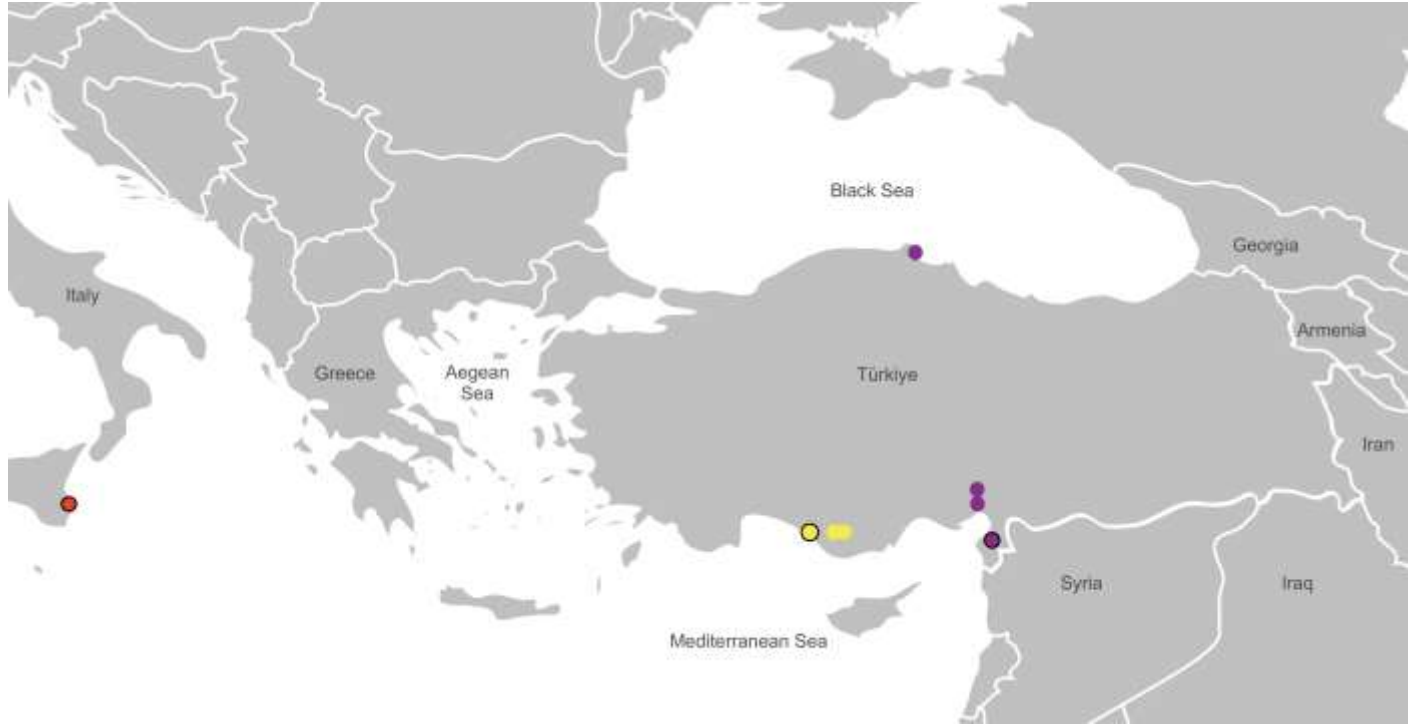 Black Sea
Georgia
Italy
Armenia
Greece
Aegean
Sea
Türkiye
Iran
Syria
Iraq
Mediterranean Sea